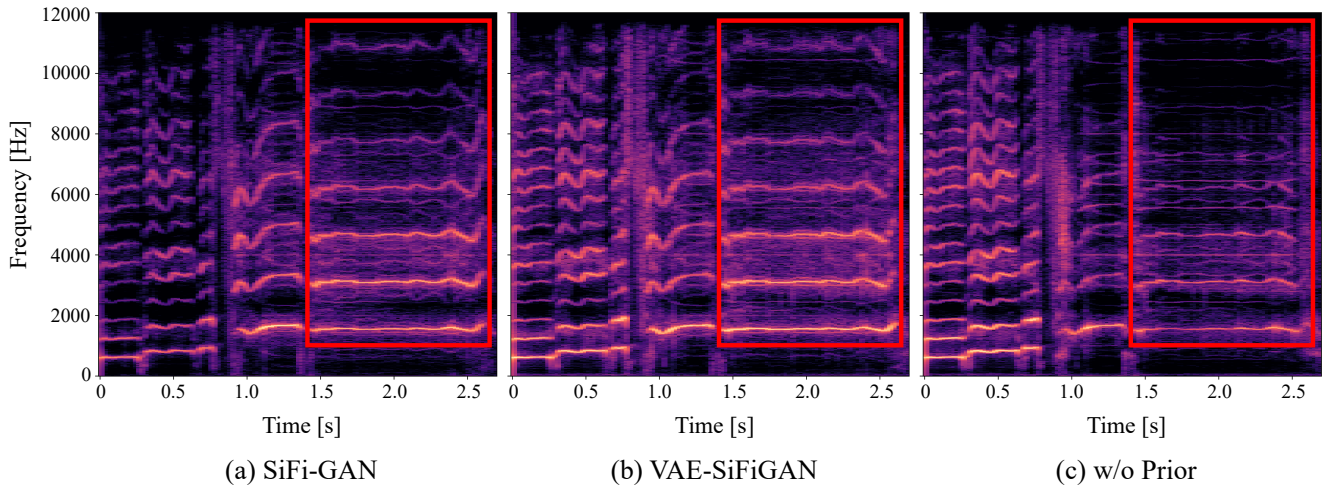 12000
10000
8000
6000
4000
2000
0
Frequency [Hz]
0 0.5 1.0 1.5 2.0 2.5
0 0.5 1.0 1.5 2.0 2.5
0 0.5 1.0 1.5 2.0 2.5
Time [s] Time [s] Time [s]
(a) SiFi-GAN (b) VAE-SiFiGAN (c) w/o Prior